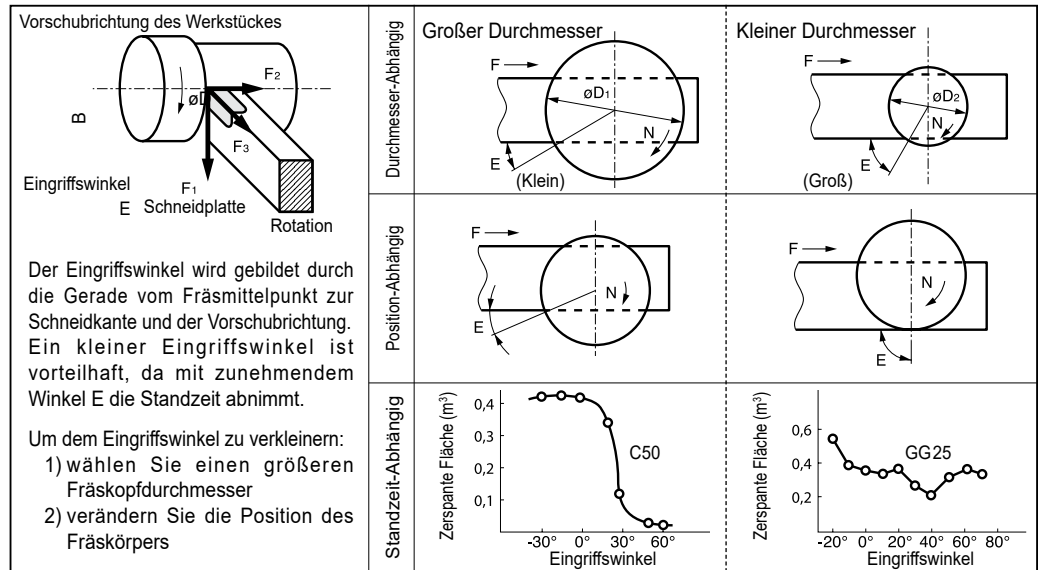 Vorschubrichtung des Werkstückes
F2
øD
B
F3
F1
Eingriffswinkel
E
Schneidplatte
Rotation
Der Eingriffswinkel wird gebildet durch
die Gerade vom Fräsmittelpunkt zur
Schneidkante und der Vorschubrichtung.
Ein kleiner Eingriffswinkel ist
vorteilhaft, da mit zunehmendem
Winkel E die Standzeit abnimmt.
Um dem Eingriffswinkel zu verkleinern:
1) wählen Sie einen größeren
Fräskopfdurchmesser
2) verändern Sie die Position des
Fräskörpers
Durchmesser-Abhängig
Großer Durchmesser
F
øD1
N
E
(Klein)
Kleiner Durchmesser
F
øD2
N
E
(Groß)
Position-Abhängig
F
N
E
F
N
E
Standzeit-Abhängig
Zerspante Fläche (m³)
0,4
0,3
0,2
0,1
C50
-30° 0° 30° 60°
Eingriffswinkel
Zerspante Fläche (m³)
0,6
0,4
0,2
GG25
-20° 0° 20° 40° 60° 80°
Eingriffswinkel